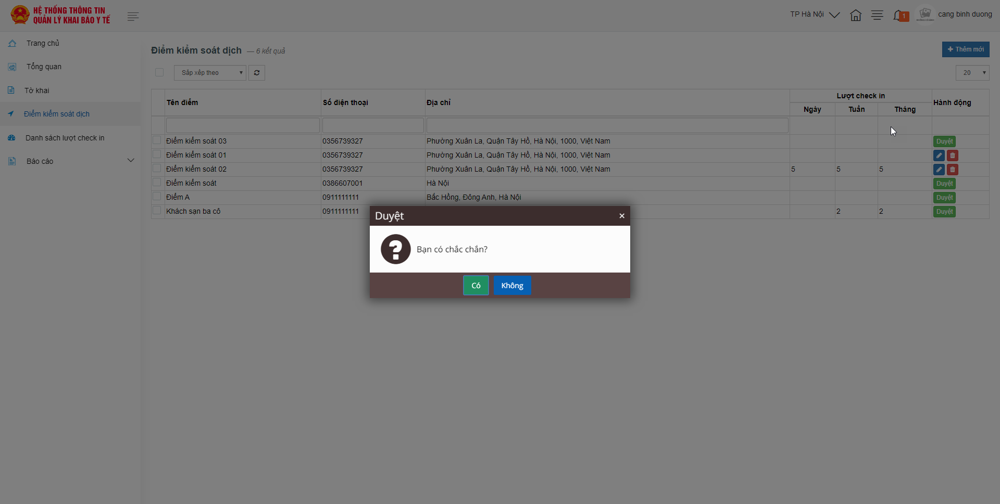 HỆ THỐNG THÔNG TIN
QUẢN LÝ KHAI BÁO Y TẾ
TP Hà Nội
1
cang binh duong
Trang chủ
Tổng quan
Tờ khai
Điểm kiểm soát dịch
Danh sách lượt check in
Báo cáo
Điểm kiểm soát dịch — 6 kết quả
+ Thêm mới
Sắp xếp theo
20
Tên điểm Số điện thoại Địa chỉ Lượt check in Hành động
Ngày Tuần Tháng
Điểm kiểm soát 03 0356739327 Phường Xuân La, Quận Tây Hồ, Hà Nội, 1000, Việt Nam Duyệt
Điểm kiểm soát 01 0356739327 Phường Xuân La, Quận Tây Hồ, Hà Nội, 1000, Việt Nam
Điểm kiểm soát 02 0356739327 Phường Xuân La, Quận Tây Hồ, Hà Nội, 1000, Việt Nam 5 5 5
Điểm kiểm soát 0386607001 Hà Nội Duyệt
Điểm A 0911111111 Bắc Hồng, Đông Anh, Hà Nội Duyệt
Khách sạn ba cô 0911111111 2 2 Duyệt
Duyệt ×
Bạn có chắc chắn?
Có Không